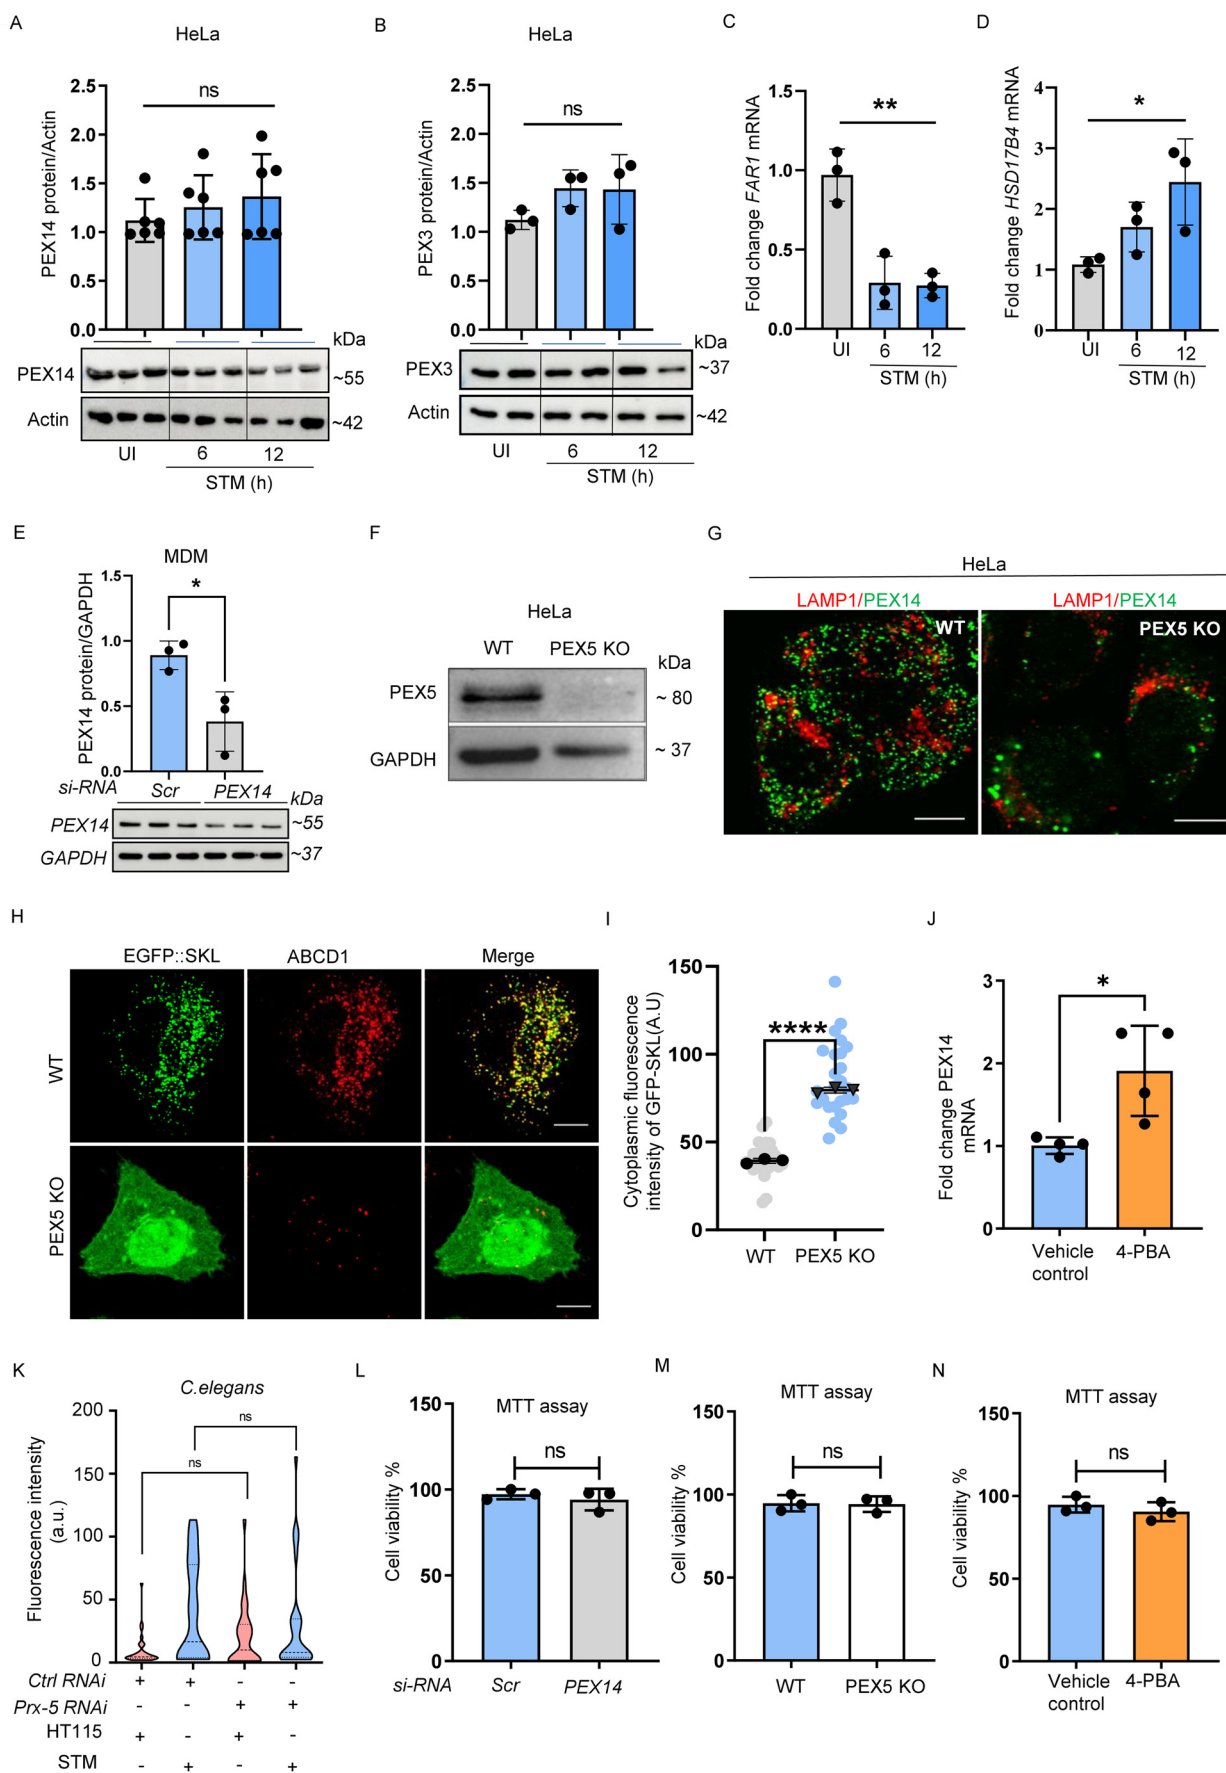 A
HeLa
PEX14 protein/Actin
2.5
2.0
1.5
1.0
0.5
0.0
ns
kDa
PEX14
~55
Actin
~42
UI
6
12
STM (h)
B
HeLa
PEX3 protein/Actin
2.5
2.0
1.5
1.0
0.5
0.0
ns
kDa
PEX3
~37
Actin
~42
UI
6
12
STM (h)
C
Fold change FAR1 mRNA
1.5
1.0
0.5
0.0
**
UI
6
12
STM (h)
D
Fold change HSD17B4 mRNA
4
3
2
1
0
*
UI
6
12
STM (h)
E
MDM
PEX14 protein/GAPDH
1.5
1.0
0.5
0.0
*
si-RNA
Scr
PEX14
kDa
PEX14
~55
GAPDH
~37
F
HeLa
WT
PEX5 KO
kDa
PEX5
~ 80
GAPDH
~ 37
G
HeLa
LAMP1/PEX14
LAMP1/PEX14
WT
PEX5 KO
H
EGFP::SKL
ABCD1
Merge
WT
PEX5 KO
I
Cytoplasmic fluorescence
intensity of GFP-SKL(A.U)
150
100
50
0
****
WT
PEX5 KO
J
Fold change PEX14
mRNA
3
2
1
0
*
Vehicle
control
4-PBA
K
C.elegans
Fluorescence intensity
(a.u.)
200
150
100
50
0
ns
ns
Ctrl RNAi + + - -
Prx-5 RNAi - - + +
HT115 + - + -
STM - + - +
L
MTT assay
Cell viability %
150
100
50
0
ns
si-RNA
Scr
PEX14
M
MTT assay
Cell viability %
150
100
50
0
ns
WT
PEX5 KO
N
MTT assay
Cell viability %
150
100
50
0
ns
Vehicle
control
4-PBA